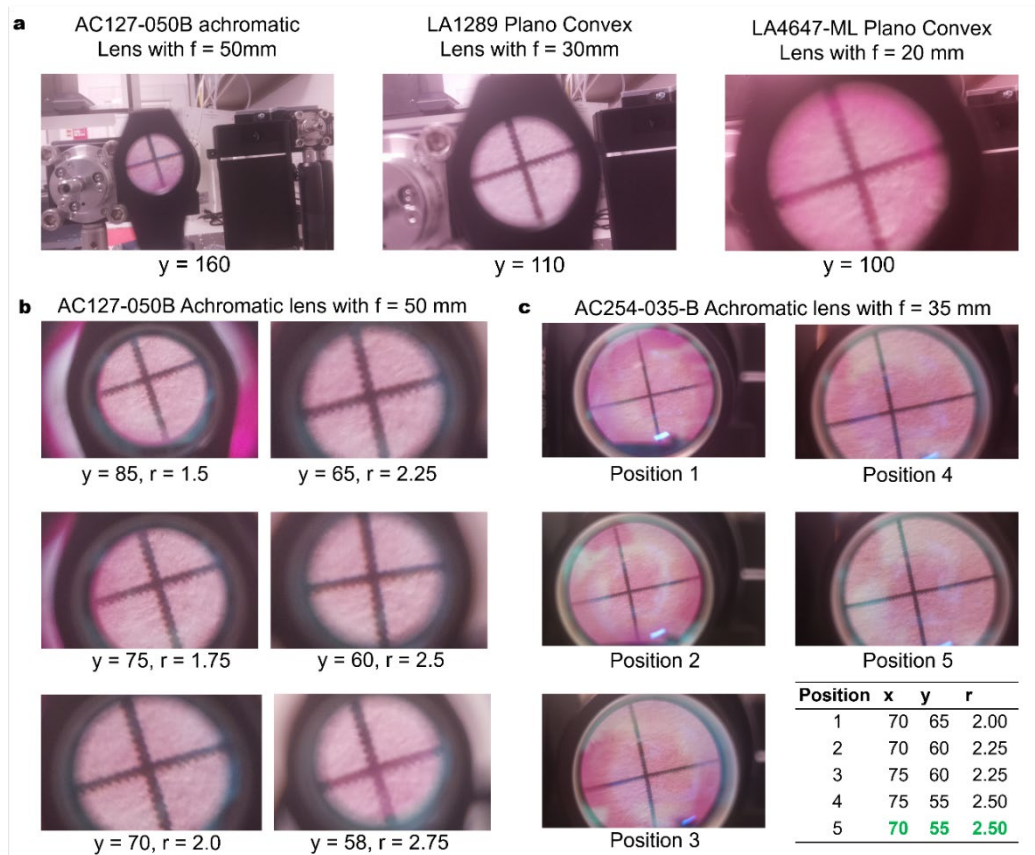 a
AC127-050B achromatic
Lens with f = 50mm
LA1289 Plano Convex
Lens with f = 30mm
LA4647-ML Plano Convex
Lens with f = 20 mm
y = 160
y = 110
y = 100
b
AC127-050B Achromatic lens with f = 50 mm
y = 85, r = 1.5
y = 65, r = 2.25
y = 75, r = 1.75
y = 60, r = 2.5
y = 70, r = 2.0
y = 58, r = 2.75
c
AC254-035-B Achromatic lens with f = 35 mm
Position 1
Position 4
Position 2
Position 5
Position 3
Position x y r
1 70 65 2.00
2 70 60 2.25
3 75 60 2.25
4 75 55 2.50
5 70 55 2.50